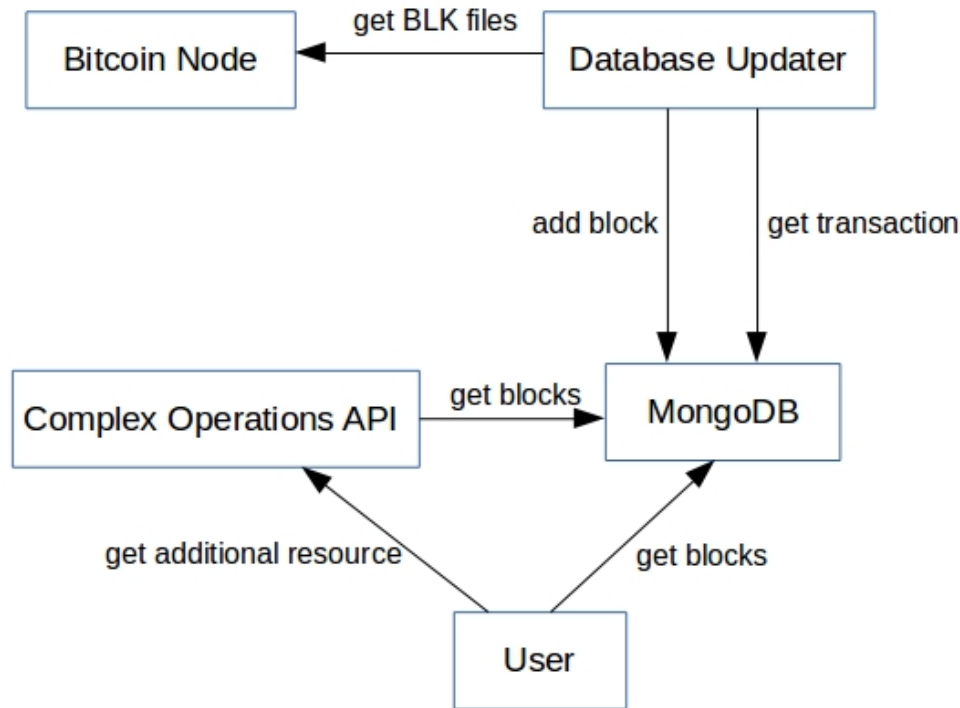 get BLK files
Bitcoin Node
Database Updater
add block
get transaction
Complex Operations API
get blocks
MongoDB
get additional resource
get blocks
User